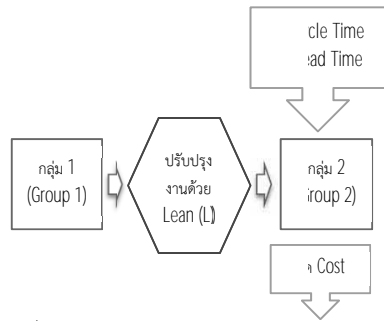 cle Time
ead Time
กลุ่ม 1
(Group 1)
ปรับปรุง
งานด้วย
Lean (L)
กลุ่ม 2
roup 2)
Cost